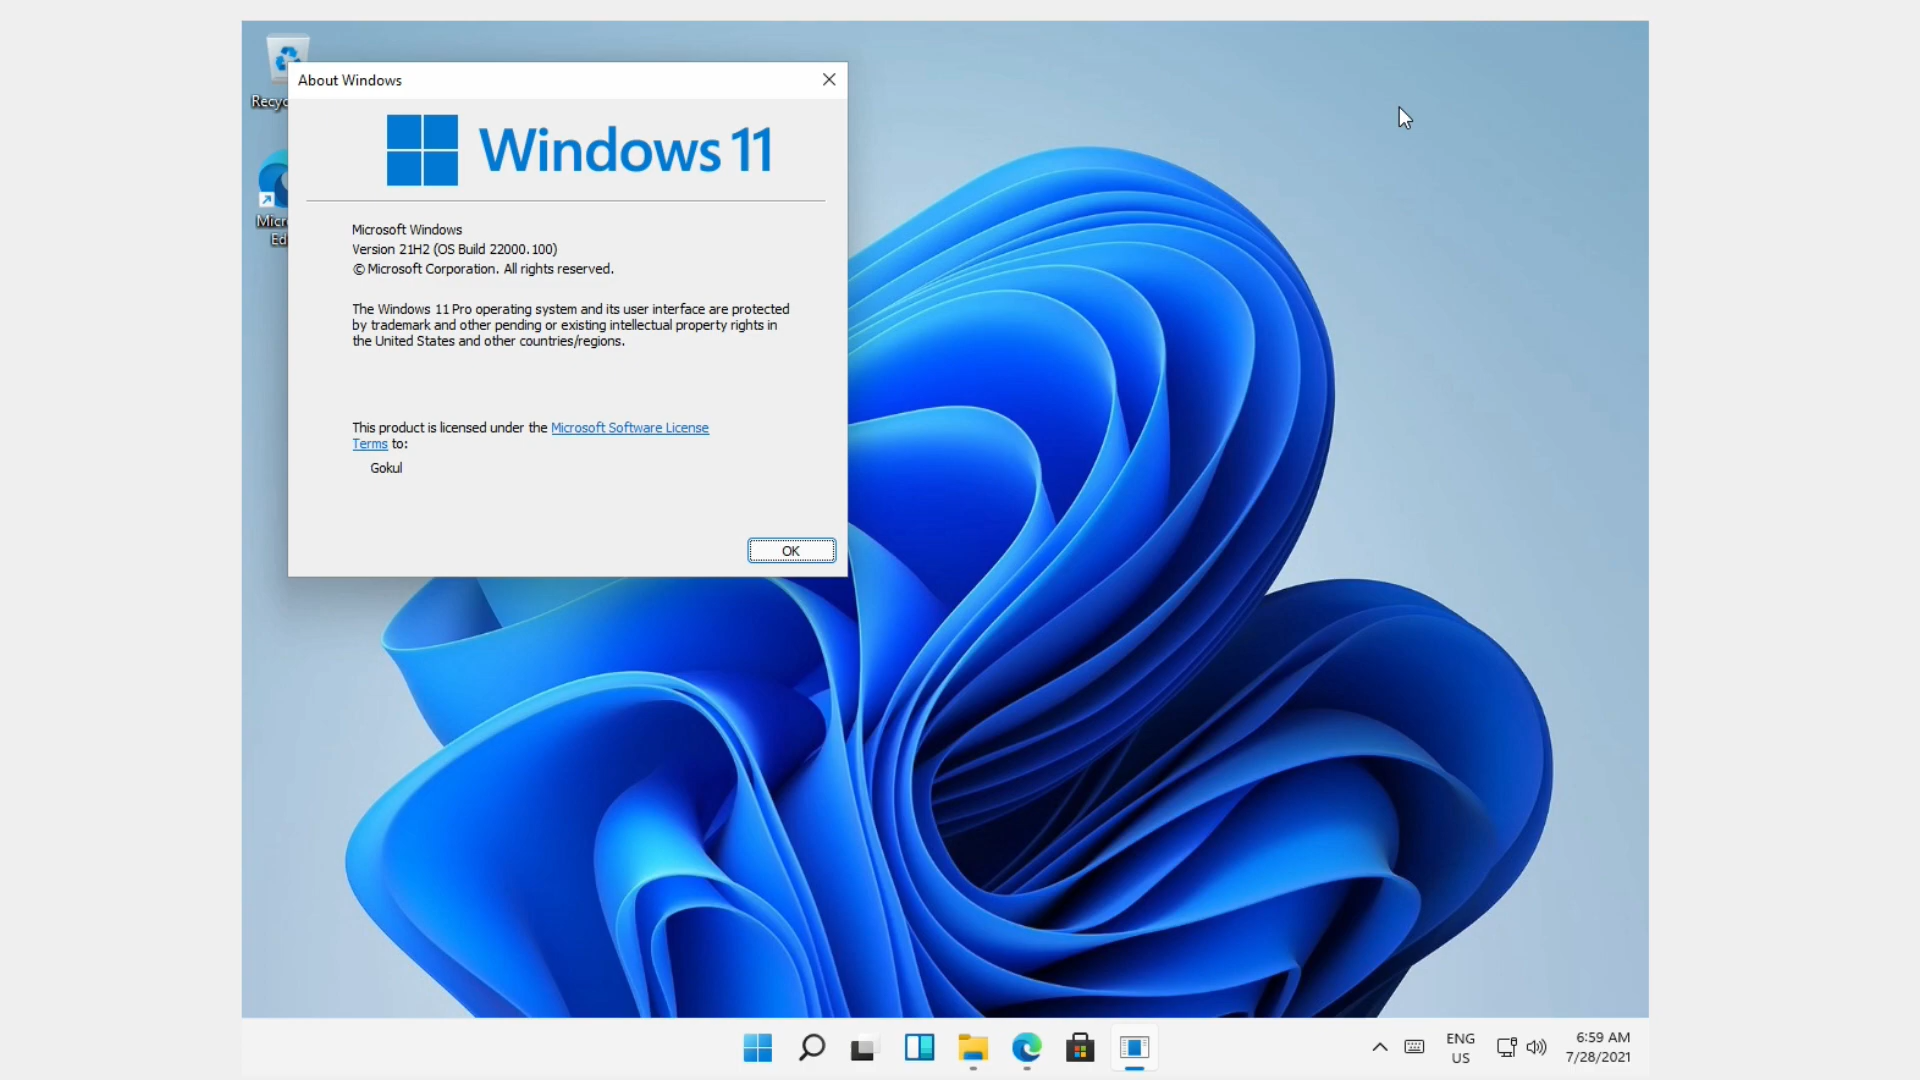 Recyc
About Windows
Windows 11
Micr
Ed
Microsoft Windows
Version 21H2 (OS Build 22000.100)
© Microsoft Corporation. All rights reserved.
The Windows 11 Pro operating system and its user interface are protected
by trademark and other pending or existing intellectual property rights in
the United States and other countries/regions.
This product is licensed under the Microsoft Software License
Terms to:
Gokul
OK
ENG
US
6:59 AM
7/28/2021